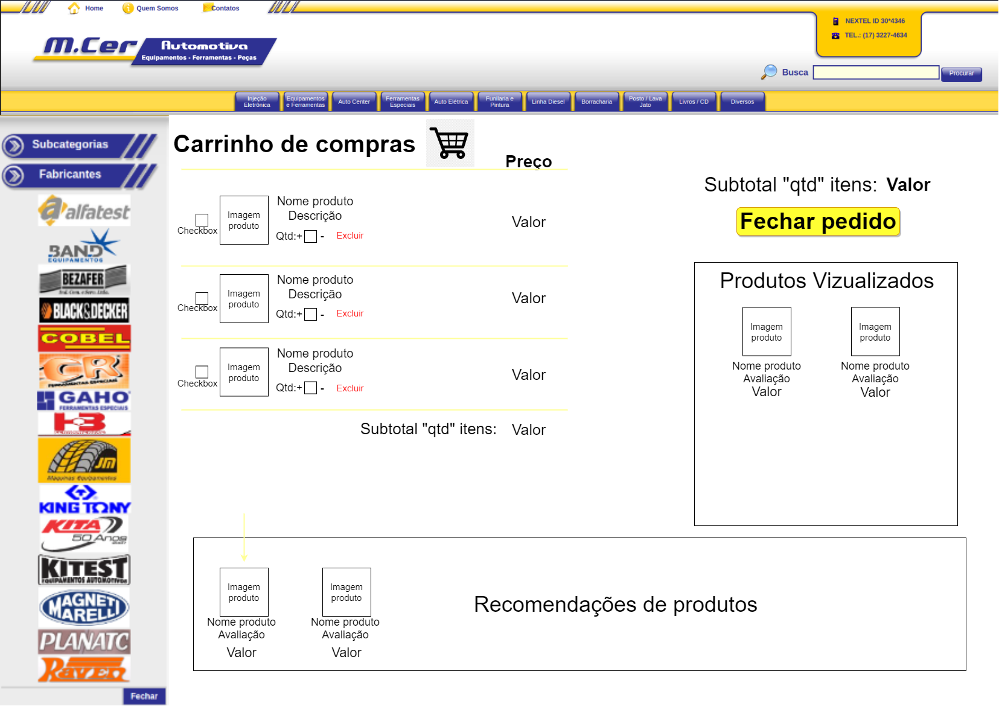 Home
Quem Somos
Contatos
NEXTEL ID 30*4346
TEL.: (17) 3227-4634
M.Cer
Automotiva
Equipamentos - Ferramentas - Peças
Busca
Procurar
Injeção
Eletrônica
Equipamentos
e Ferramentas
Auto Center
Ferramentas
Especiais
Auto Elétrica
Funilaria e
Pintura
Linha Diesel
Borracharia
Posto / Lava
Jato
Livros / CD
Diversos
Subcategorias
Fabricantes
alfatest
BAND
EQUIPAMENTOS
BEZAFER
Ind. Com. e Serv. Ltda.
BLACK&DECKER
COBEL
CR
FERRAMENTAS ESPECIAIS
GAHO
FERRAMENTAS ESPECIAIS
H3
JM
Máquinas Equipamentos
KING TONY
KITA
50 Anos
KITEST
EQUIPAMENTOS AUTOMOTIVOS
MAGNETI
MARELLI
PLANATC
Raven
Fechar
Carrinho de compras
Preço
Checkbox
Imagem
produto
Nome produto
Descrição
Qtd:+ -
Excluir
Valor
Checkbox
Imagem
produto
Nome produto
Descrição
Qtd:+ -
Excluir
Valor
Checkbox
Imagem
produto
Nome produto
Descrição
Qtd:+ -
Excluir
Valor
Subtotal "qtd" itens: Valor
Subtotal "qtd" itens: Valor
Fechar pedido
Produtos Vizualizados
Imagem
produto
Nome produto
Avaliação
Valor
Imagem
produto
Nome produto
Avaliação
Valor
Imagem
produto
Nome produto
Avaliação
Valor
Imagem
produto
Nome produto
Avaliação
Valor
Recomendações de produtos